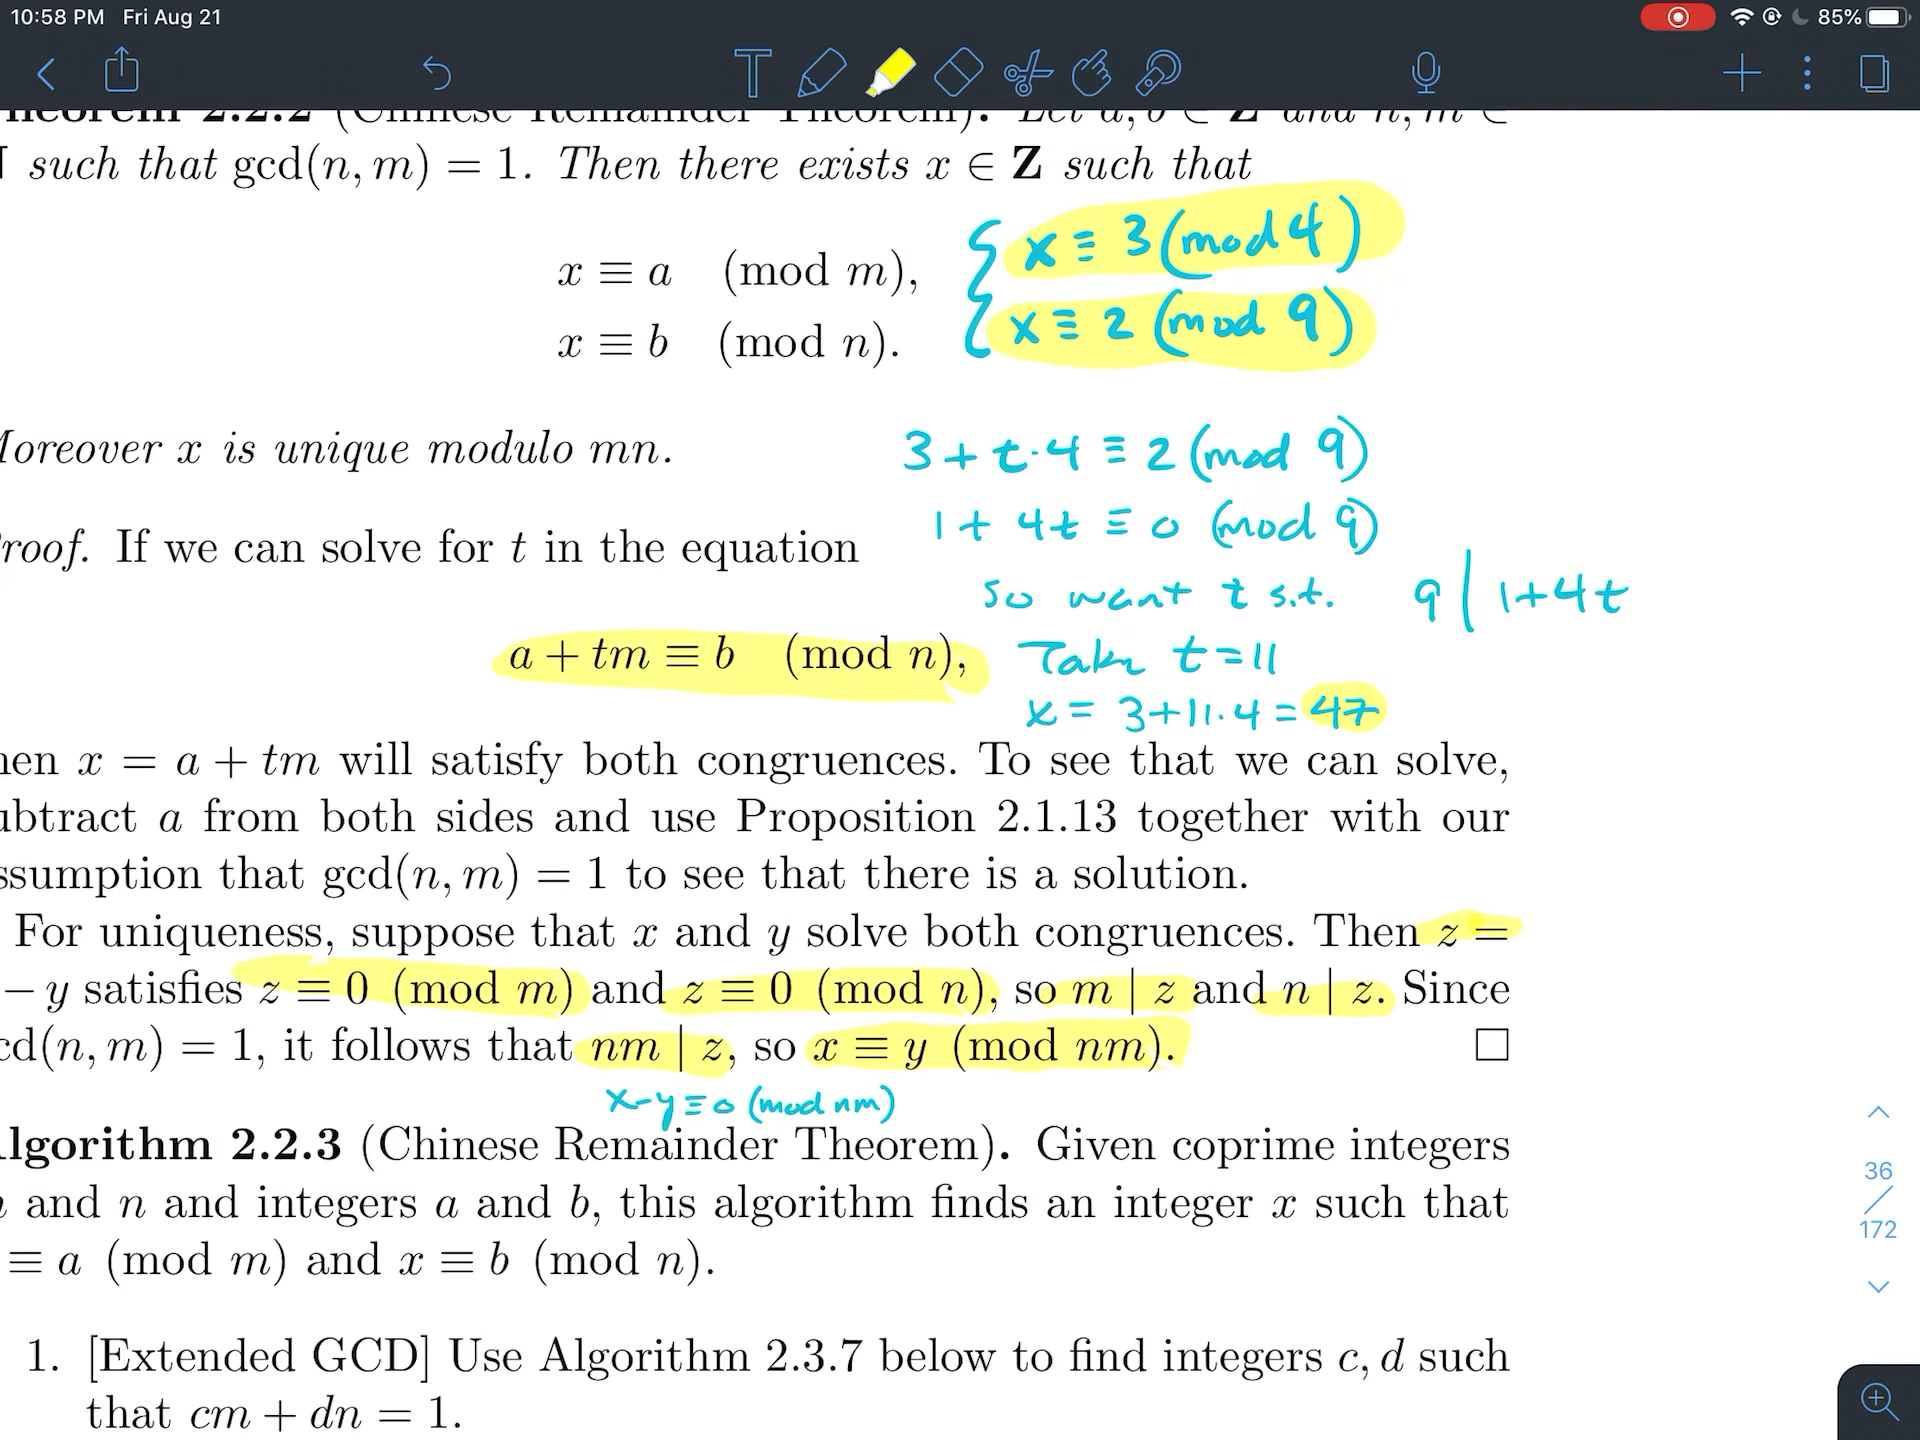 10:58 PM Fri Aug 21
85%
Theorem 2.2.2 (Chinese Remainder Theorem). Let a, b ∈ Z and n, m ∈
such that gcd(n, m) = 1. Then there exists x ∈ Z such that
x ≡ a (mod m),
x ≡ b (mod n).
x ≡ 3 (mod 4)
x ≡ 2 (mod 9)
Moreover x is unique modulo mn.
3 + t·4 ≡ 2 (mod 9)
1 + 4t ≡ 0 (mod 9)
Proof. If we can solve for t in the equation
so want t s.t. 9 | 1+4t
a + tm ≡ b (mod n),
Take t = 11
x = 3+11·4 = 47
hen x = a + tm will satisfy both congruences. To see that we can solve,
ubtract a from both sides and use Proposition 2.1.13 together with our
ssumption that gcd(n, m) = 1 to see that there is a solution.
For uniqueness, suppose that x and y solve both congruences. Then z =
− y satisfies z ≡ 0 (mod m) and z ≡ 0 (mod n), so m | z and n | z. Since
cd(n, m) = 1, it follows that nm | z, so x ≡ y (mod nm). □
x-y ≡ 0 (mod nm)
lgorithm 2.2.3 (Chinese Remainder Theorem). Given coprime integers
and n and integers a and b, this algorithm finds an integer x such that
≡ a (mod m) and x ≡ b (mod n).
1. [Extended GCD] Use Algorithm 2.3.7 below to find integers c, d such
that cm + dn = 1.
36
/
172